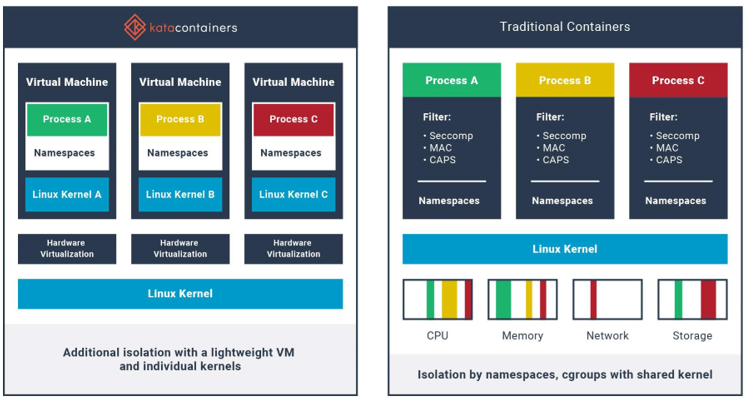 katacontainers
Virtual Machine
Process A
Namespaces
Linux Kernel A
Virtual Machine
Process B
Namespaces
Linux Kernel B
Virtual Machine
Process C
Namespaces
Linux Kernel C
Hardware
Virtualization
Hardware
Virtualization
Hardware
Virtualization
Linux Kernel
Additional isolation with a lightweight VM
and individual kernels
Traditional Containers
Process A
Filter:
• Seccomp
• MAC
• CAPS
Namespaces
Process B
Filter:
• Seccomp
• MAC
• CAPS
Namespaces
Process C
Filter:
• Seccomp
• MAC
• CAPS
Namespaces
Linux Kernel
CPU
Memory
Network
Storage
Isolation by namespaces, cgroups with shared kernel